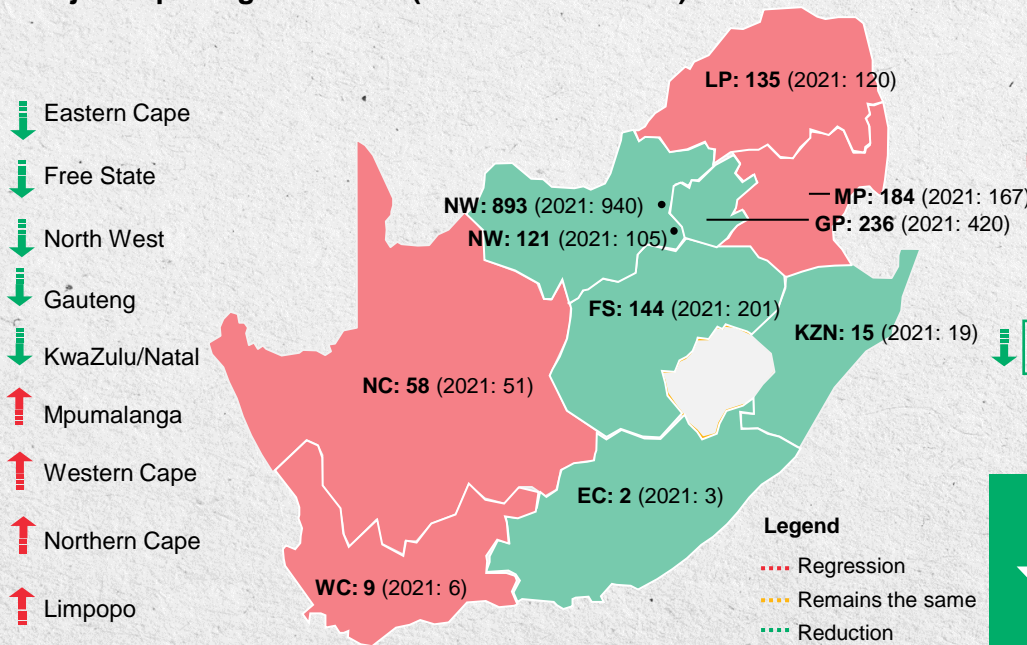 LP: 135 (2021: 120)
Eastern Cape
Free State
North West
Gauteng
KwaZulu/Natal
Mpumalanga
Western Cape
Northern Cape
Limpopo
NW: 893 (2021: 940)
NW: 121 (2021: 105)
MP: 184 (2021: 167)
GP: 236 (2021: 420)
FS: 144 (2021: 201)
KZN: 15 (2021: 19)
NC: 58 (2021: 51)
EC: 2 (2021: 3)
WC: 9 (2021: 6)
Legend
Regression
Remains the same
Reduction